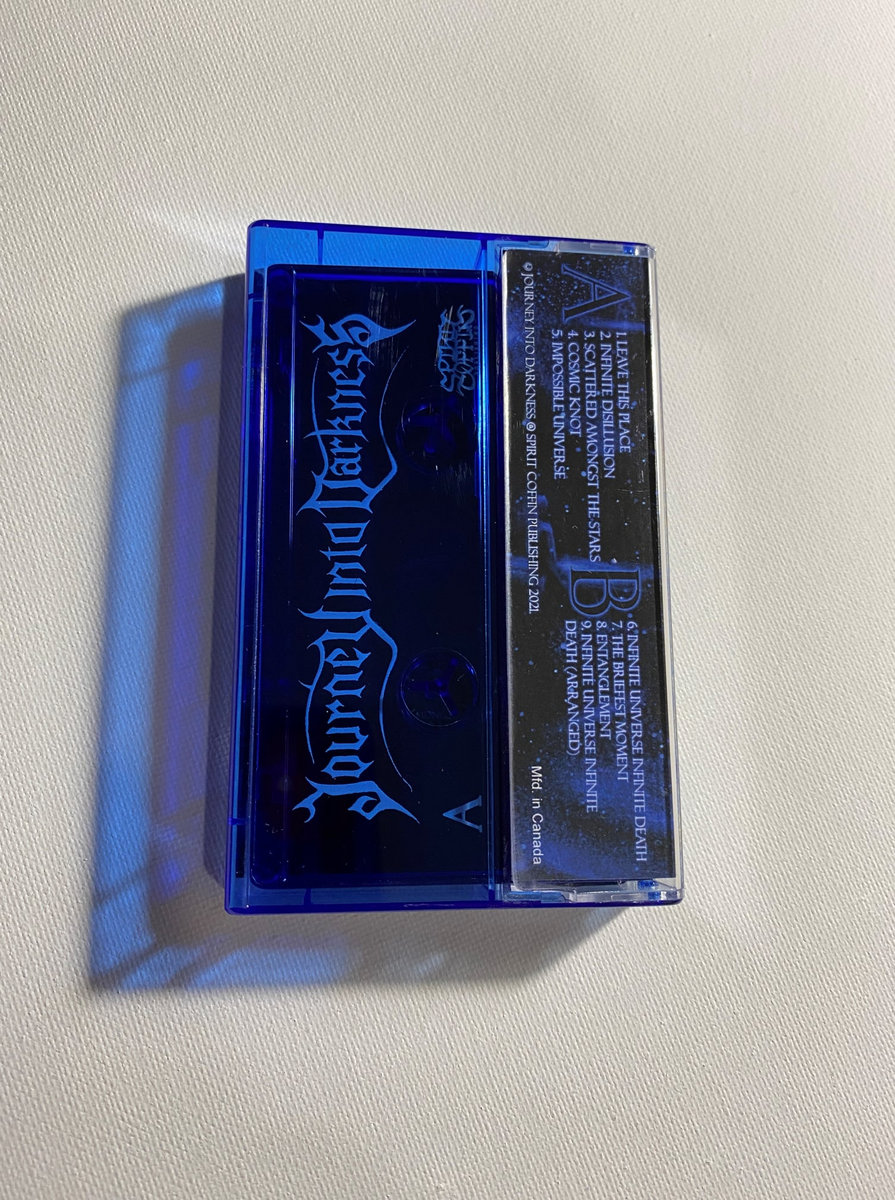 Journey into Darkness
A
A
1. LEAVE THIS PLACE
2. INFINITE DISILLUSION
3. SCATTERED AMONGST THE STARS
4. COSMIC KNOT
5. IMPOSSIBLE UNIVERSE
B
6. INFINITE UNIVERSE INFINITE DEATH
7. THE BRIEFEST MOMENT
8. ENTANGLEMENT
9. INFINITE UNIVERSE INFINITE
DEATH (ARRANGED)
© JOURNEY INTO DARKNESS ℗ SPIRIT COFFIN PUBLISHING 2021.
Mfd. in Canada